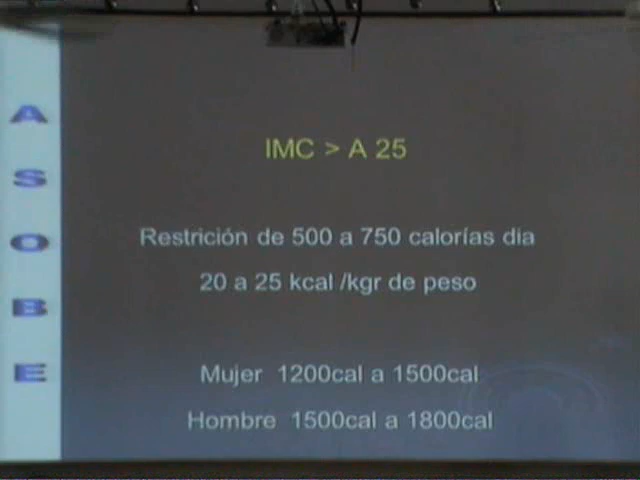 A
S
O
B
E
IMC > A 25
Restrición de 500 a 750 calorías dia
20 a 25 kcal /kgr de peso
Mujer 1200cal a 1500cal
Hombre 1500cal a 1800cal